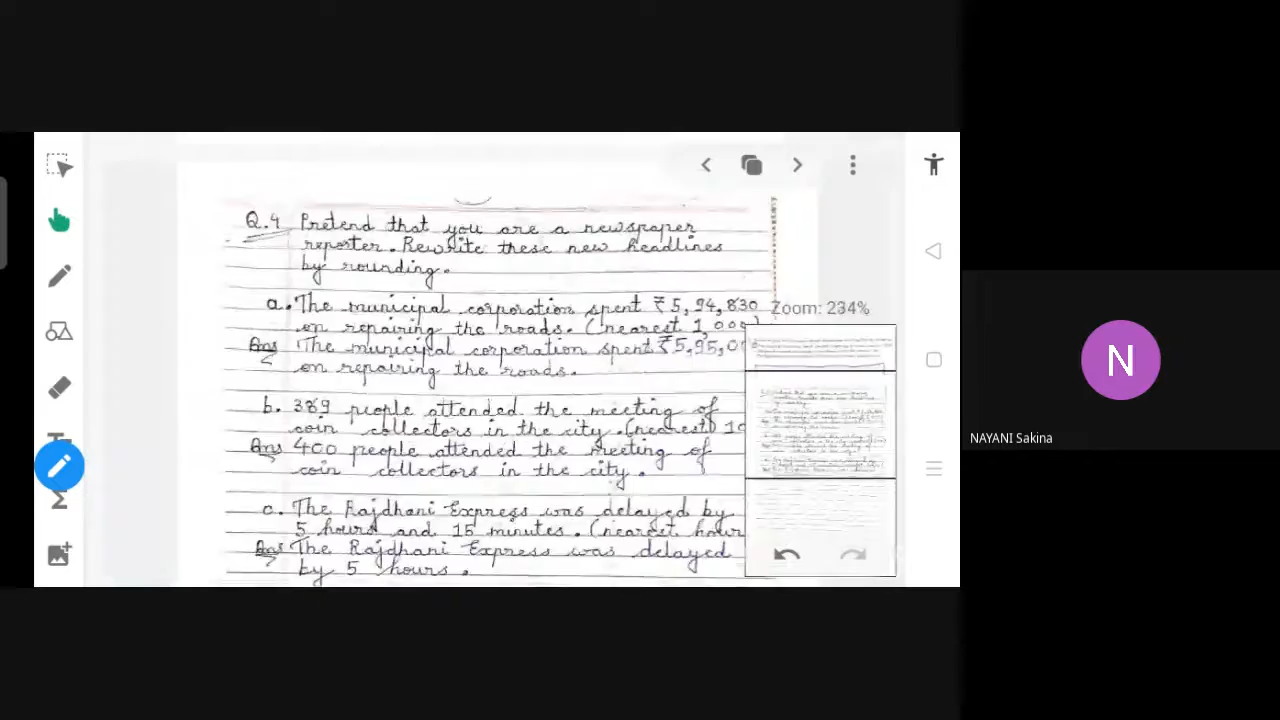 Q.4 Pretend that you are a newspaper
reporter. Rewrite these new headlines
by rounding.
a. The municipal corporation spent ₹5,94,830
on repairing the roads. (nearest 1,000)
Ans The municipal corporation spent ₹5,95,0
on repairing the roads.
b. 389 people attended the meeting of
coin collectors in the city. (nearest) 10
Ans 400 people attended the meeting of
coin collectors in the city.
c. The Rajdhani Express was delayed by
5 hours and 15 minutes. (nearest hour
Ans The Rajdhani Express was delayed
by 5 hours.
Zoom: 234%
N
NAYANI Sakina